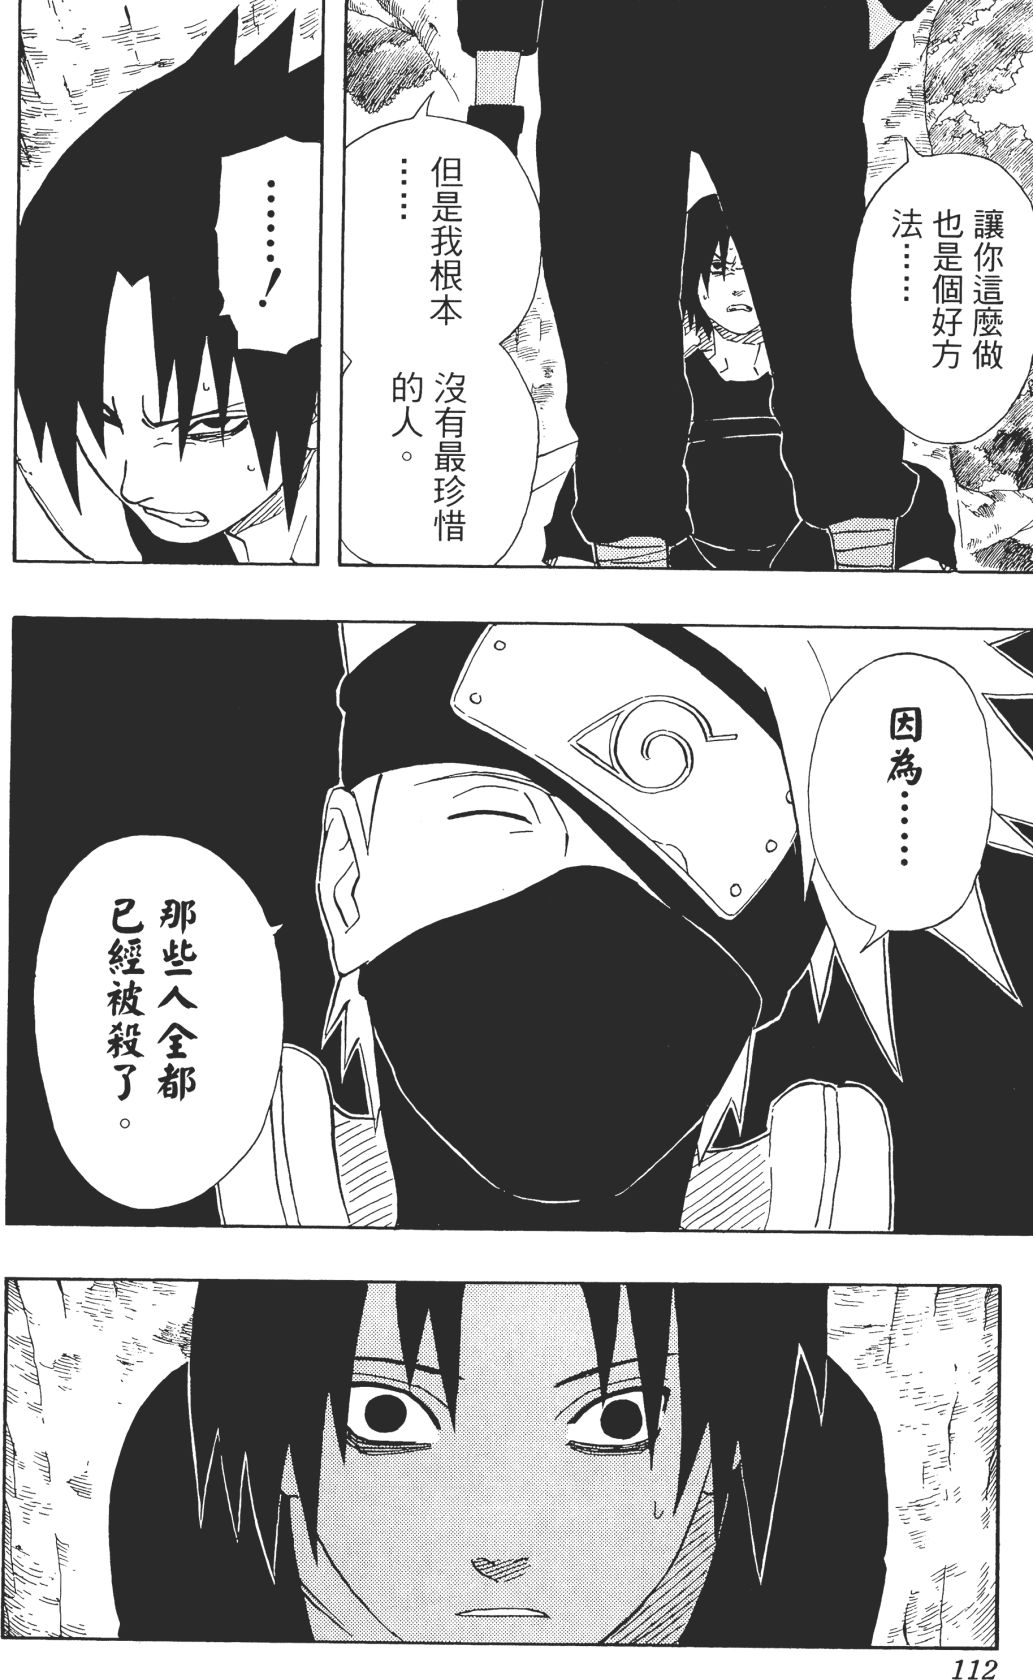 讓你這麼做
也是個好方
法……
但是我根本
……
沒有最珍惜
的人。
……！
因為……
那些人全都
已經被殺了。
112